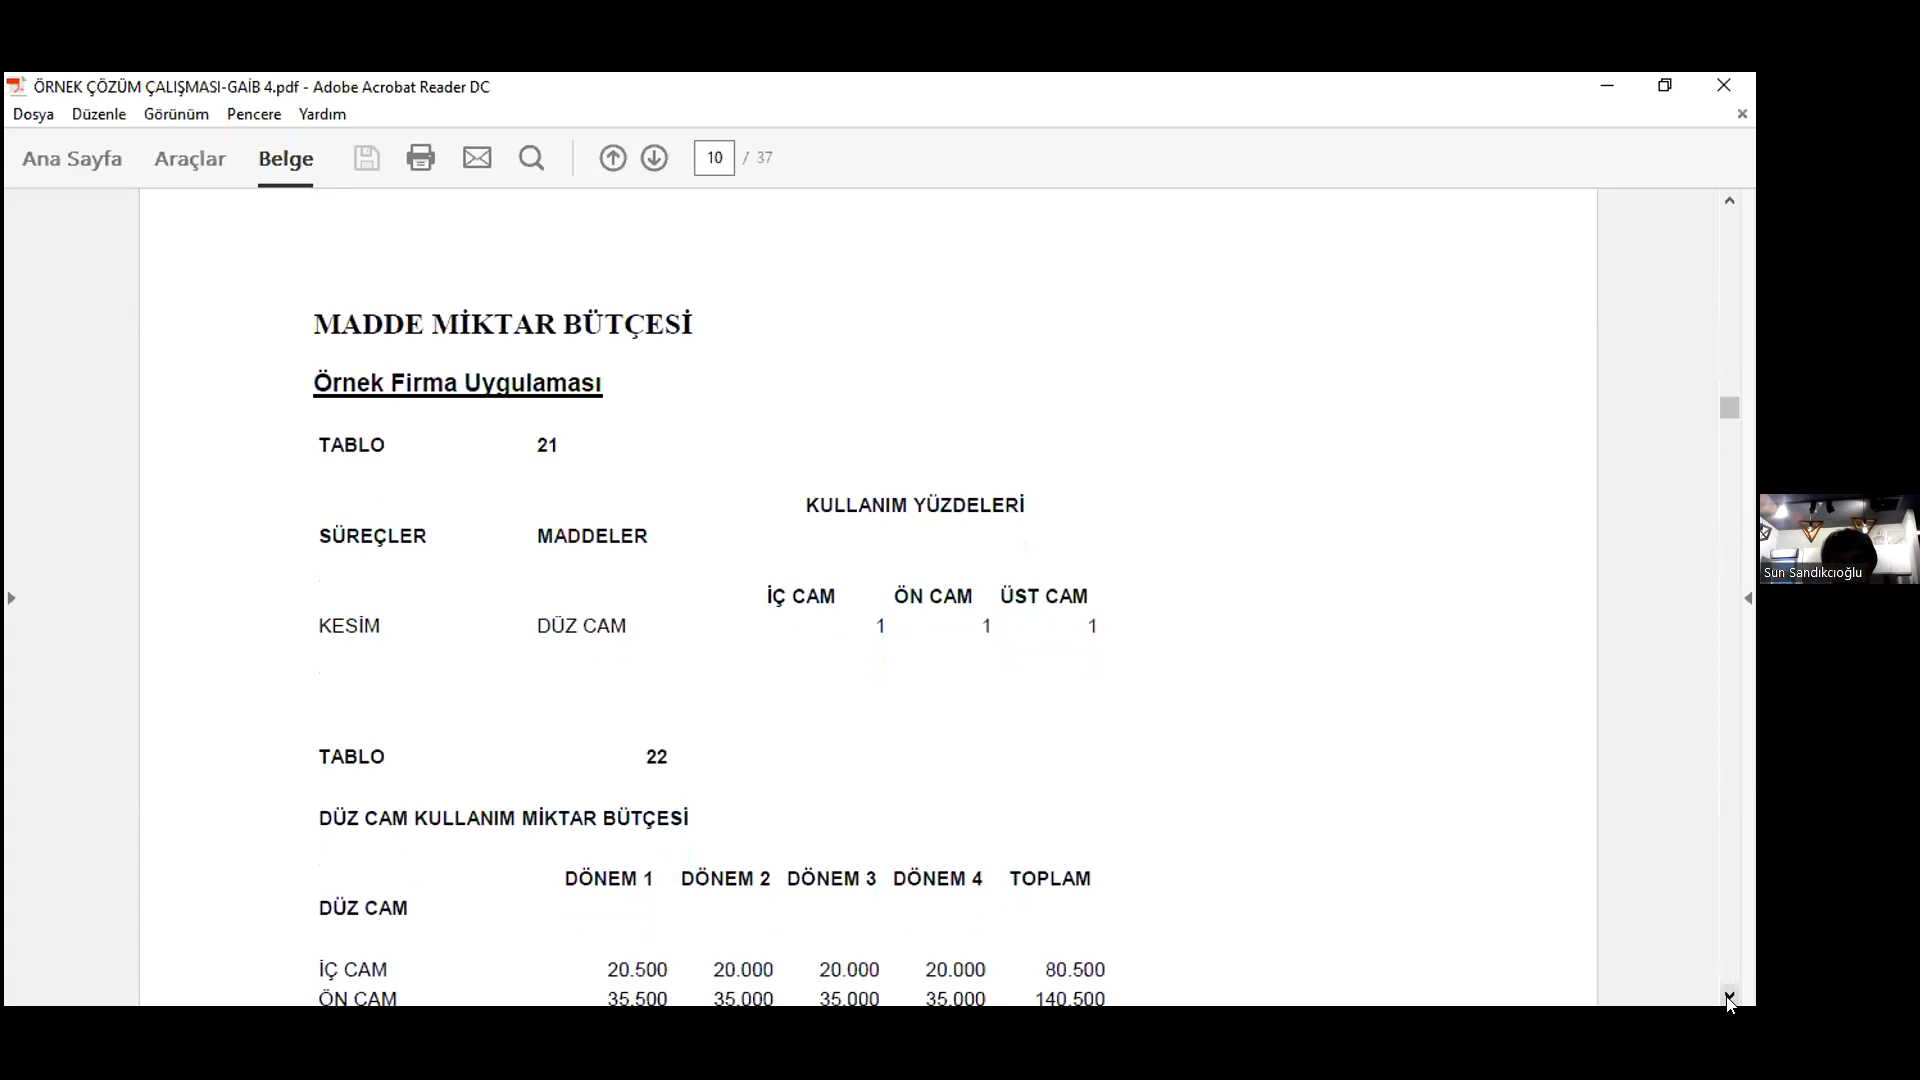 ÖRNEK ÇÖZÜM ÇALIŞMASI-GAİB 4.pdf - Adobe Acrobat Reader DC
Dosya Düzenle Görünüm Pencere Yardım
Ana Sayfa Araçlar Belge 10 / 37
MADDE MİKTAR BÜTÇESİ
Örnek Firma Uygulaması
TABLO 21
KULLANIM YÜZDELERİ
SÜREÇLER MADDELER
İÇ CAM ÖN CAM ÜST CAM
KESİM DÜZ CAM 1 1 1
TABLO 22
DÜZ CAM KULLANIM MİKTAR BÜTÇESİ
DÖNEM 1 DÖNEM 2 DÖNEM 3 DÖNEM 4 TOPLAM
DÜZ CAM
İÇ CAM 20.500 20.000 20.000 20.000 80.500
ÖN CAM 35.500 35.000 35.000 35.000 140.500
Sun Sandıkcıoğlu